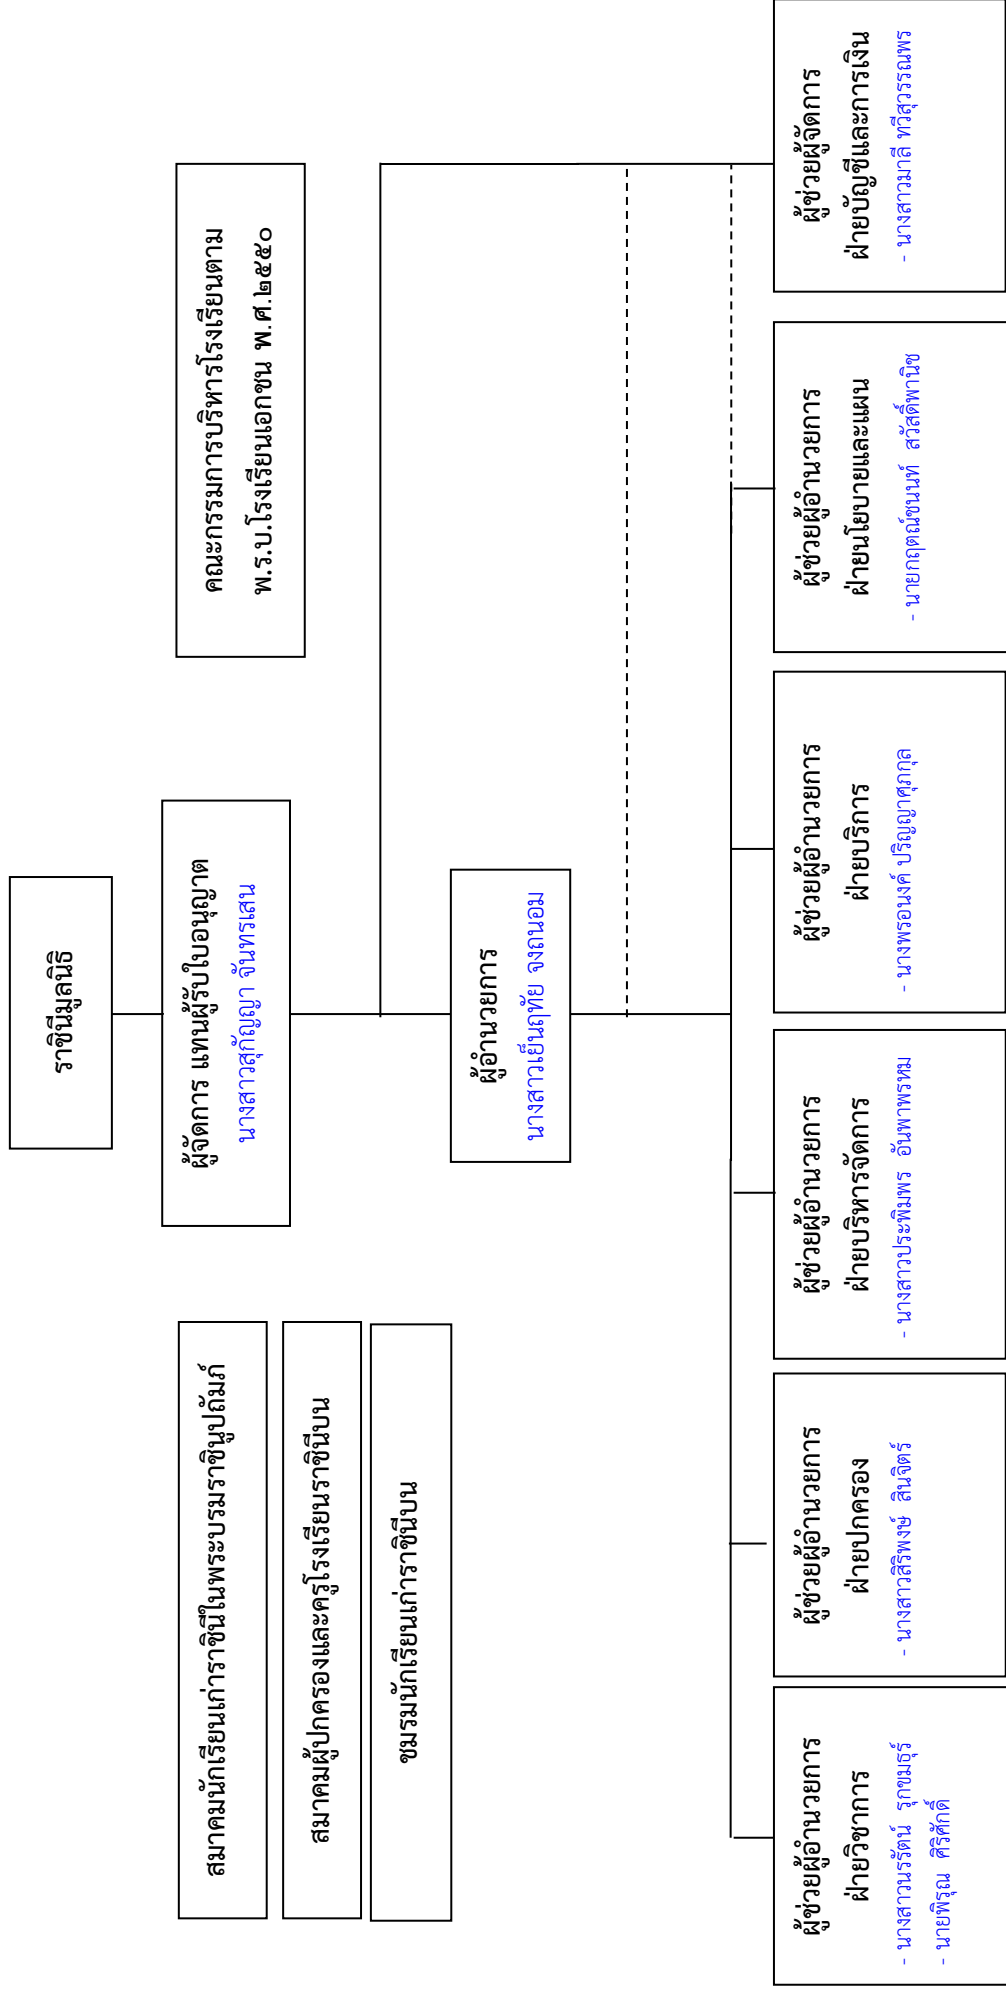 ราชินีมูลนิธิ
สมาคมนักเรียนเก่าราชินีในพระบรมราชินูปถัมภ์
สมาคมผู้ปกครองและครูโรงเรียนราชินีบน
ชมรมนักเรียนเก่าราชินีบน
ผู้จัดการ แทนผู้รับใบอนุญาต
นางสาวสุกัญญา จันทรเสน
คณะกรรมการบริหารโรงเรียนตาม
พ.ร.บ.โรงเรียนเอกชน พ.ศ.๒๕๕๐
ผู้อำนวยการ
นางสาวเย็นฤทัย จงถนอม
ผู้ช่วยผู้อำนวยการ
ฝ่ายวิชาการ
- นางสาวนรรัตน์ รุกขมธุร์
- นายพิรุณ ศิริศักดิ์
ผู้ช่วยผู้อำนวยการ
ฝ่ายปกครอง
- นางสาวสิริพงษ์ สินจิตร์
ผู้ช่วยผู้อำนวยการ
ฝ่ายบริหารจัดการ
- นางสาวประพิมพร อันพาพรหม
ผู้ช่วยผู้อำนวยการ
ฝ่ายบริการ
- นางพรอนงค์ ปริญญาศุภกุล
ผู้ช่วยผู้อำนวยการ
ฝ่ายนโยบายและแผน
- นายกฤตณ์ชนนท์ สวัสดิ์พานิช
ผู้ช่วยผู้จัดการ
ฝ่ายบัญชีและการเงิน
- นางสาวมาลี ทวีสุวรรณพร